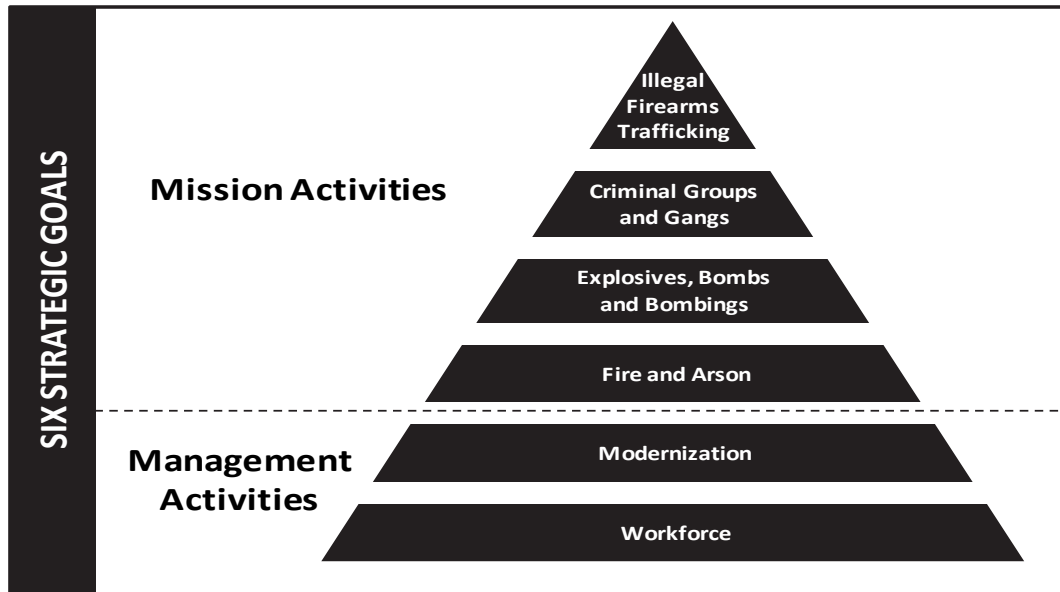 SIX STRATEGIC GOALS
Mission Activities
Illegal
Firearms
Trafficking
Criminal Groups
and Gangs
Explosives, Bombs
and Bombings
Fire and Arson
Management
Activities
Modernization
Workforce